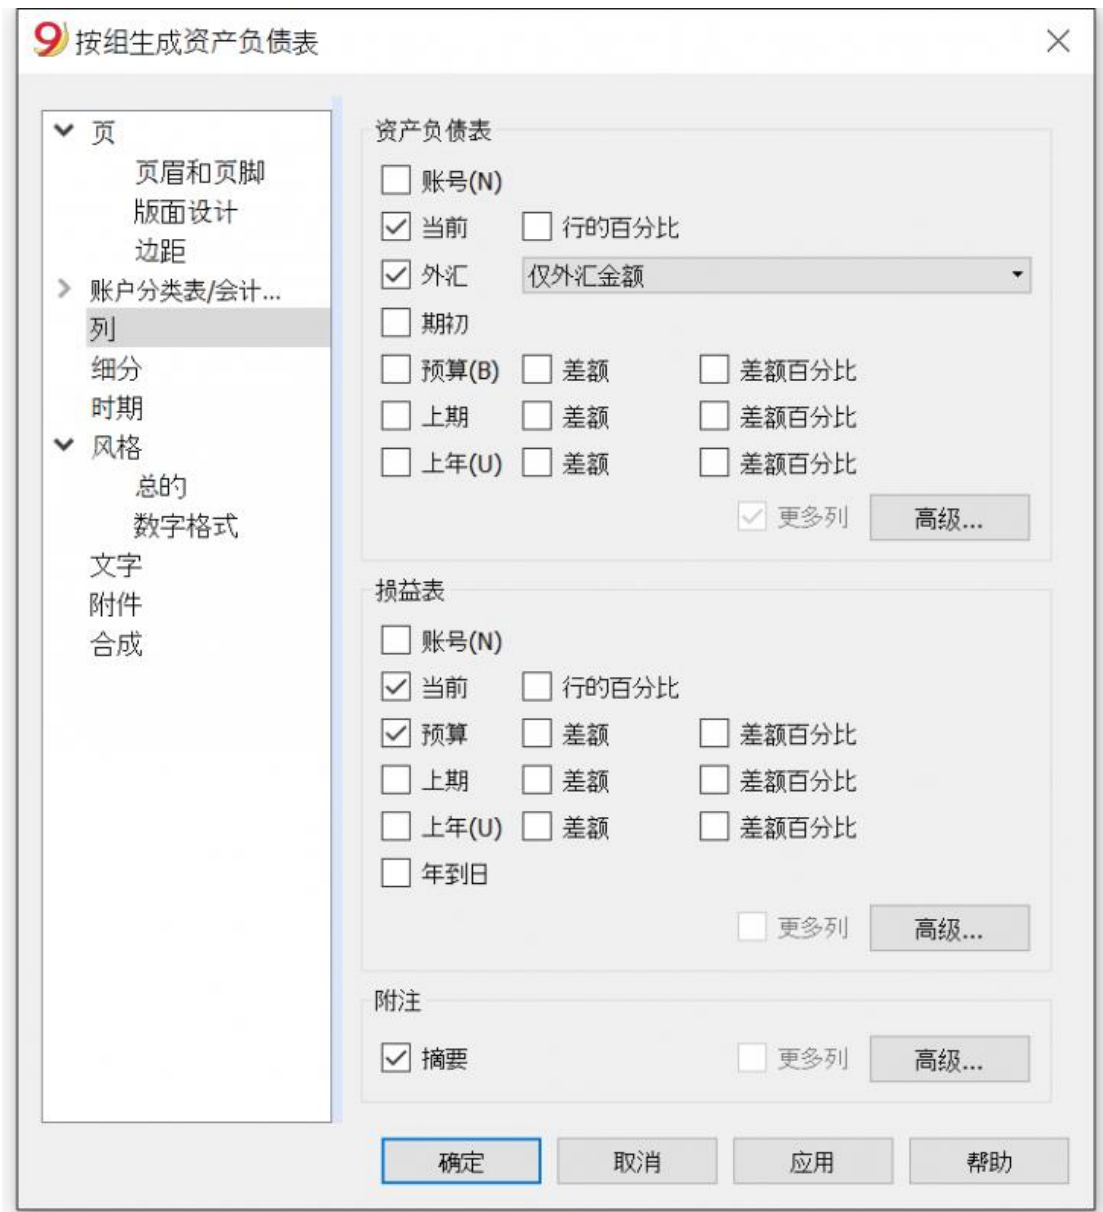 9 按组生成资产负债表
页
页眉和页脚
版面设计
边距
账户分类表/会计...
列
细分
时期
风格
总的
数字格式
文字
附件
合成
资产负债表
账号(N)
当前 行的百分比
外汇 仅外汇金额
期初
预算(B) 差额 差额百分比
上期 差额 差额百分比
上年(U) 差额 差额百分比
更多列 高级...
损益表
账号(N)
当前 行的百分比
预算 差额 差额百分比
上期 差额 差额百分比
上年(U) 差额 差额百分比
年到日
更多列 高级...
附注
摘要 更多列 高级...
确定 取消 应用 帮助